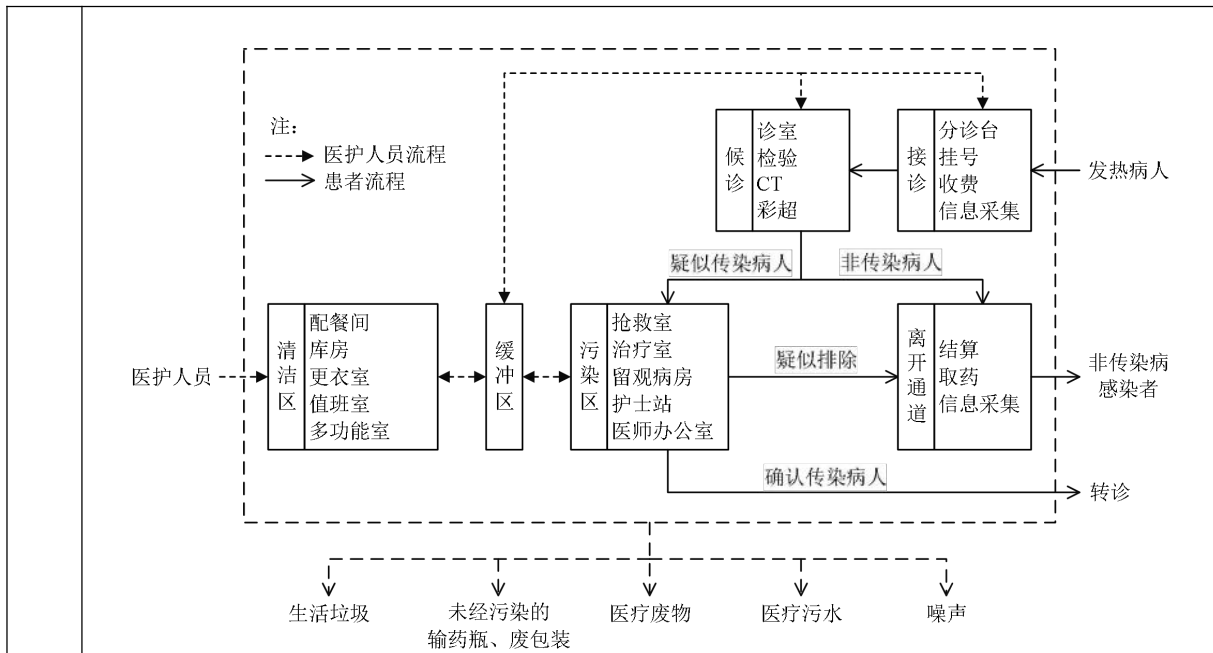 注：
医护人员流程
患者流程
候诊
诊室
检验
CT
彩超
接诊
分诊台
挂号
收费
信息采集
发热病人
疑似传染病人
非传染病人
医护人员
清洁区
配餐间
库房
更衣室
值班室
多功能室
缓冲区
污染区
抢救室
治疗室
留观病房
护士站
医师办公室
疑似排除
离开通道
结算
取药
信息采集
非传染病
感染者
确认传染病人
转诊
生活垃圾
未经污染的
输药瓶、废包装
医疗废物
医疗污水
噪声